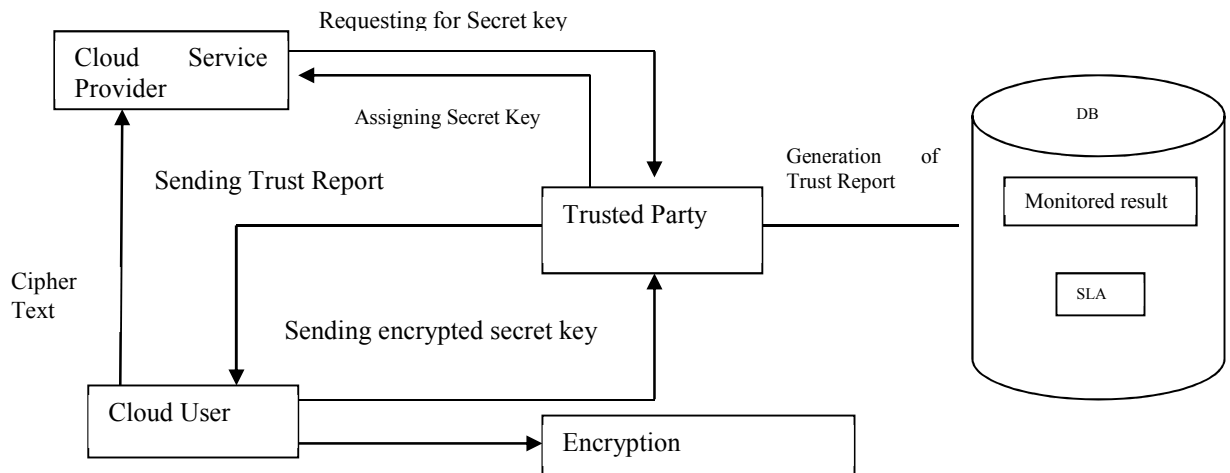 Requesting for Secret key
Cloud Service
Provider
Assigning Secret Key
DB
Generation of
Trust Report
Sending Trust Report
Monitored result
Trusted Party
Cipher
Text
SLA
Sending encrypted secret key
Cloud User
Encryption